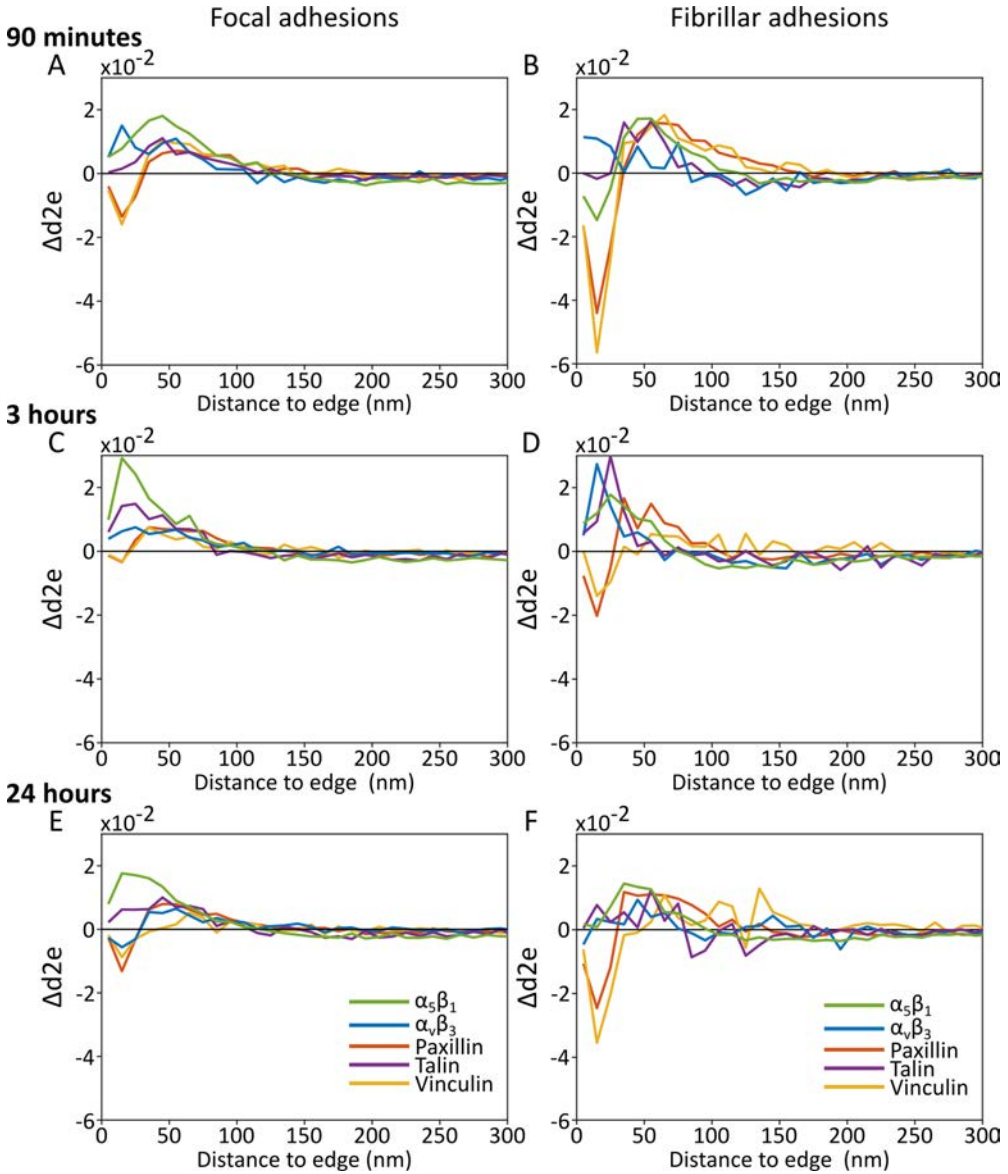 Focal adhesions Fibrillar adhesions
90 minutes
A x10-2 B x10-2
2 2
0 0
-2 -2
-4 -4
-6 -6
Δd2e Δd2e
0 50 100 150 200 250 300 0 50 100 150 200 250 300
Distance to edge (nm) Distance to edge (nm)
3 hours
C x10-2 D x10-2
2 2
0 0
-2 -2
-4 -4
-6 -6
Δd2e Δd2e
0 50 100 150 200 250 300 0 50 100 150 200 250 300
Distance to edge (nm) Distance to edge (nm)
24 hours
E x10-2 F x10-2
2 2
0 0
-2 -2
-4 -4
-6 -6
Δd2e Δd2e
α5β1 α5β1
αvβ3 αvβ3
Paxillin Paxillin
Talin Talin
Vinculin Vinculin
0 50 100 150 200 250 300 0 50 100 150 200 250 300
Distance to edge (nm) Distance to edge (nm)